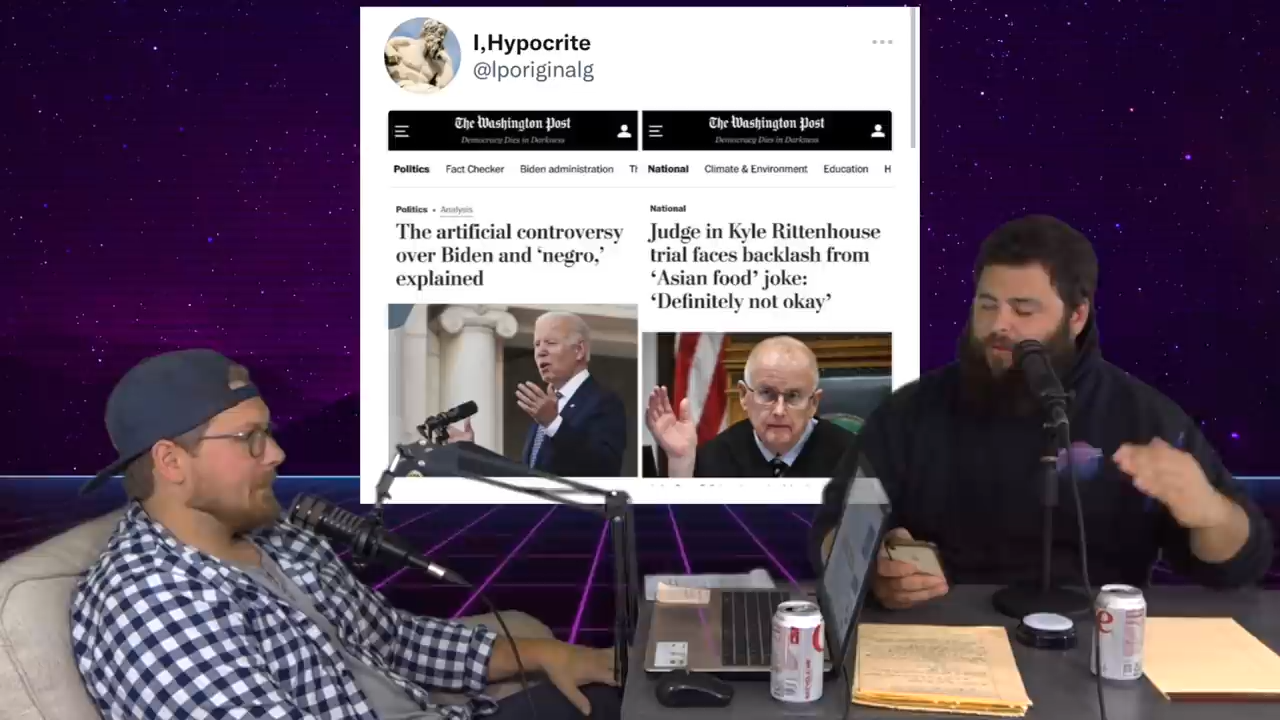 I,Hypocrite
@lporiginalg
The Washington Post
Democracy Dies in Darkness
Politics Fact Checker Biden administration Th
Politics • Analysis
The artificial controversy
over Biden and ‘negro,’
explained
The Washington Post
Democracy Dies in Darkness
National Climate & Environment Education H
National
Judge in Kyle Rittenhouse
trial faces backlash from
‘Asian food’ joke:
‘Definitely not okay’